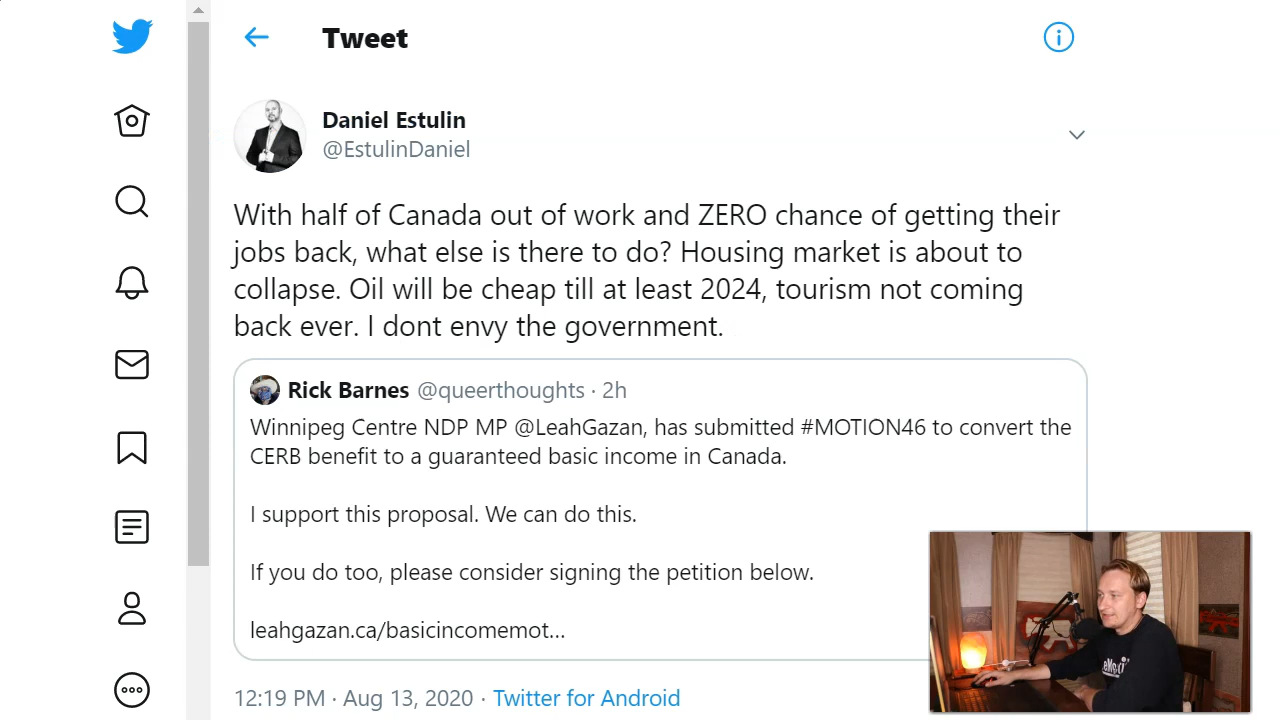 Tweet
Daniel Estulin
@EstulinDaniel
With half of Canada out of work and ZERO chance of getting their
jobs back, what else is there to do? Housing market is about to
collapse. Oil will be cheap till at least 2024, tourism not coming
back ever. I dont envy the government.
Rick Barnes @queerthoughts · 2h
Winnipeg Centre NDP MP @LeahGazan, has submitted #MOTION46 to convert the
CERB benefit to a guaranteed basic income in Canada.
I support this proposal. We can do this.
If you do too, please consider signing the petition below.
leahgazan.ca/basicincomemot...
12:19 PM · Aug 13, 2020 · Twitter for Android